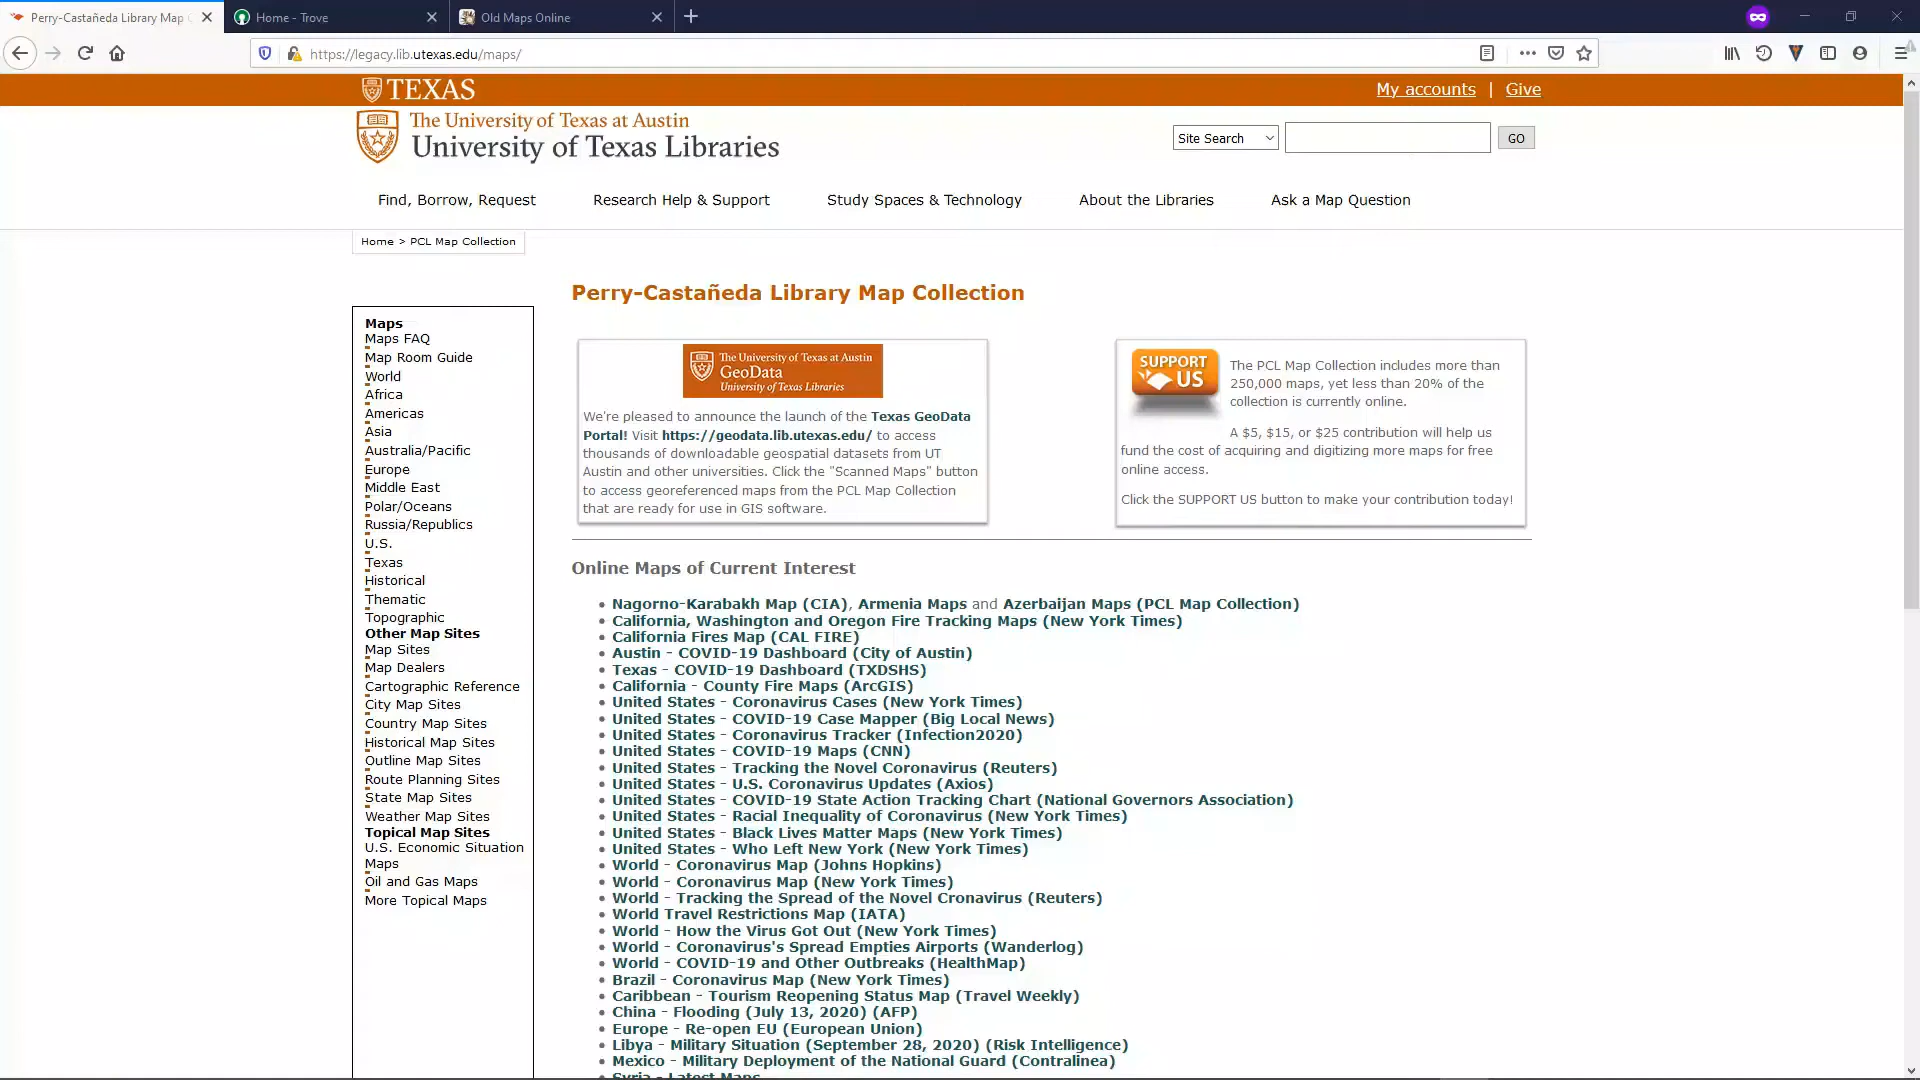 Perry-Castañeda Library Map
Home - Trove
Old Maps Online
https://legacy.lib.utexas.edu/maps/
TEXAS
My accounts | Give
The University of Texas at Austin
University of Texas Libraries
Site Search
GO
Find, Borrow, Request
Research Help & Support
Study Spaces & Technology
About the Libraries
Ask a Map Question
Home > PCL Map Collection
Maps
Maps FAQ
Map Room Guide
World
Africa
Americas
Asia
Australia/Pacific
Europe
Middle East
Polar/Oceans
Russia/Republics
U.S.
Texas
Historical
Thematic
Topographic
Other Map Sites
Map Sites
Map Dealers
Cartographic Reference
City Map Sites
Country Map Sites
Historical Map Sites
Outline Map Sites
Route Planning Sites
State Map Sites
Weather Map Sites
Topical Map Sites
U.S. Economic Situation
Maps
Oil and Gas Maps
More Topical Maps
Perry-Castañeda Library Map Collection
The University of Texas at Austin
GeoData
University of Texas Libraries
We're pleased to announce the launch of the Texas GeoData
Portal! Visit https://geodata.lib.utexas.edu/ to access
thousands of downloadable geospatial datasets from UT
Austin and other universities. Click the "Scanned Maps" button
to access georeferenced maps from the PCL Map Collection
that are ready for use in GIS software.
SUPPORT
US
The PCL Map Collection includes more than
250,000 maps, yet less than 20% of the
collection is currently online.
A $5, $15, or $25 contribution will help us
fund the cost of acquiring and digitizing more maps for free
online access.
Click the SUPPORT US button to make your contribution today!
Online Maps of Current Interest
Nagorno-Karabakh Map (CIA), Armenia Maps and Azerbaijan Maps (PCL Map Collection)
California, Washington and Oregon Fire Tracking Maps (New York Times)
California Fires Map (CAL FIRE)
Austin - COVID-19 Dashboard (City of Austin)
Texas - COVID-19 Dashboard (TXDSHS)
California - County Fire Maps (ArcGIS)
United States - Coronavirus Cases (New York Times)
United States - COVID-19 Case Mapper (Big Local News)
United States - Coronavirus Tracker (Infection2020)
United States - COVID-19 Maps (CNN)
United States - Tracking the Novel Coronavirus (Reuters)
United States - U.S. Coronavirus Updates (Axios)
United States - COVID-19 State Action Tracking Chart (National Governors Association)
United States - Racial Inequality of Coronavirus (New York Times)
United States - Black Lives Matter Maps (New York Times)
United States - Who Left New York (New York Times)
World - Coronavirus Map (Johns Hopkins)
World - Coronavirus Map (New York Times)
World - Tracking the Spread of the Novel Cronavirus (Reuters)
World Travel Restrictions Map (IATA)
World - How the Virus Got Out (New York Times)
World - Coronavirus's Spread Empties Airports (Wanderlog)
World - COVID-19 and Other Outbreaks (HealthMap)
Brazil - Coronavirus Map (New York Times)
Caribbean - Tourism Reopening Status Map (Travel Weekly)
China - Flooding (July 13, 2020) (AFP)
Europe - Re-open EU (European Union)
Libya - Military Situation (September 28, 2020) (Risk Intelligence)
Mexico - Military Deployment of the National Guard (Contralinea)
Syria - Latest Maps